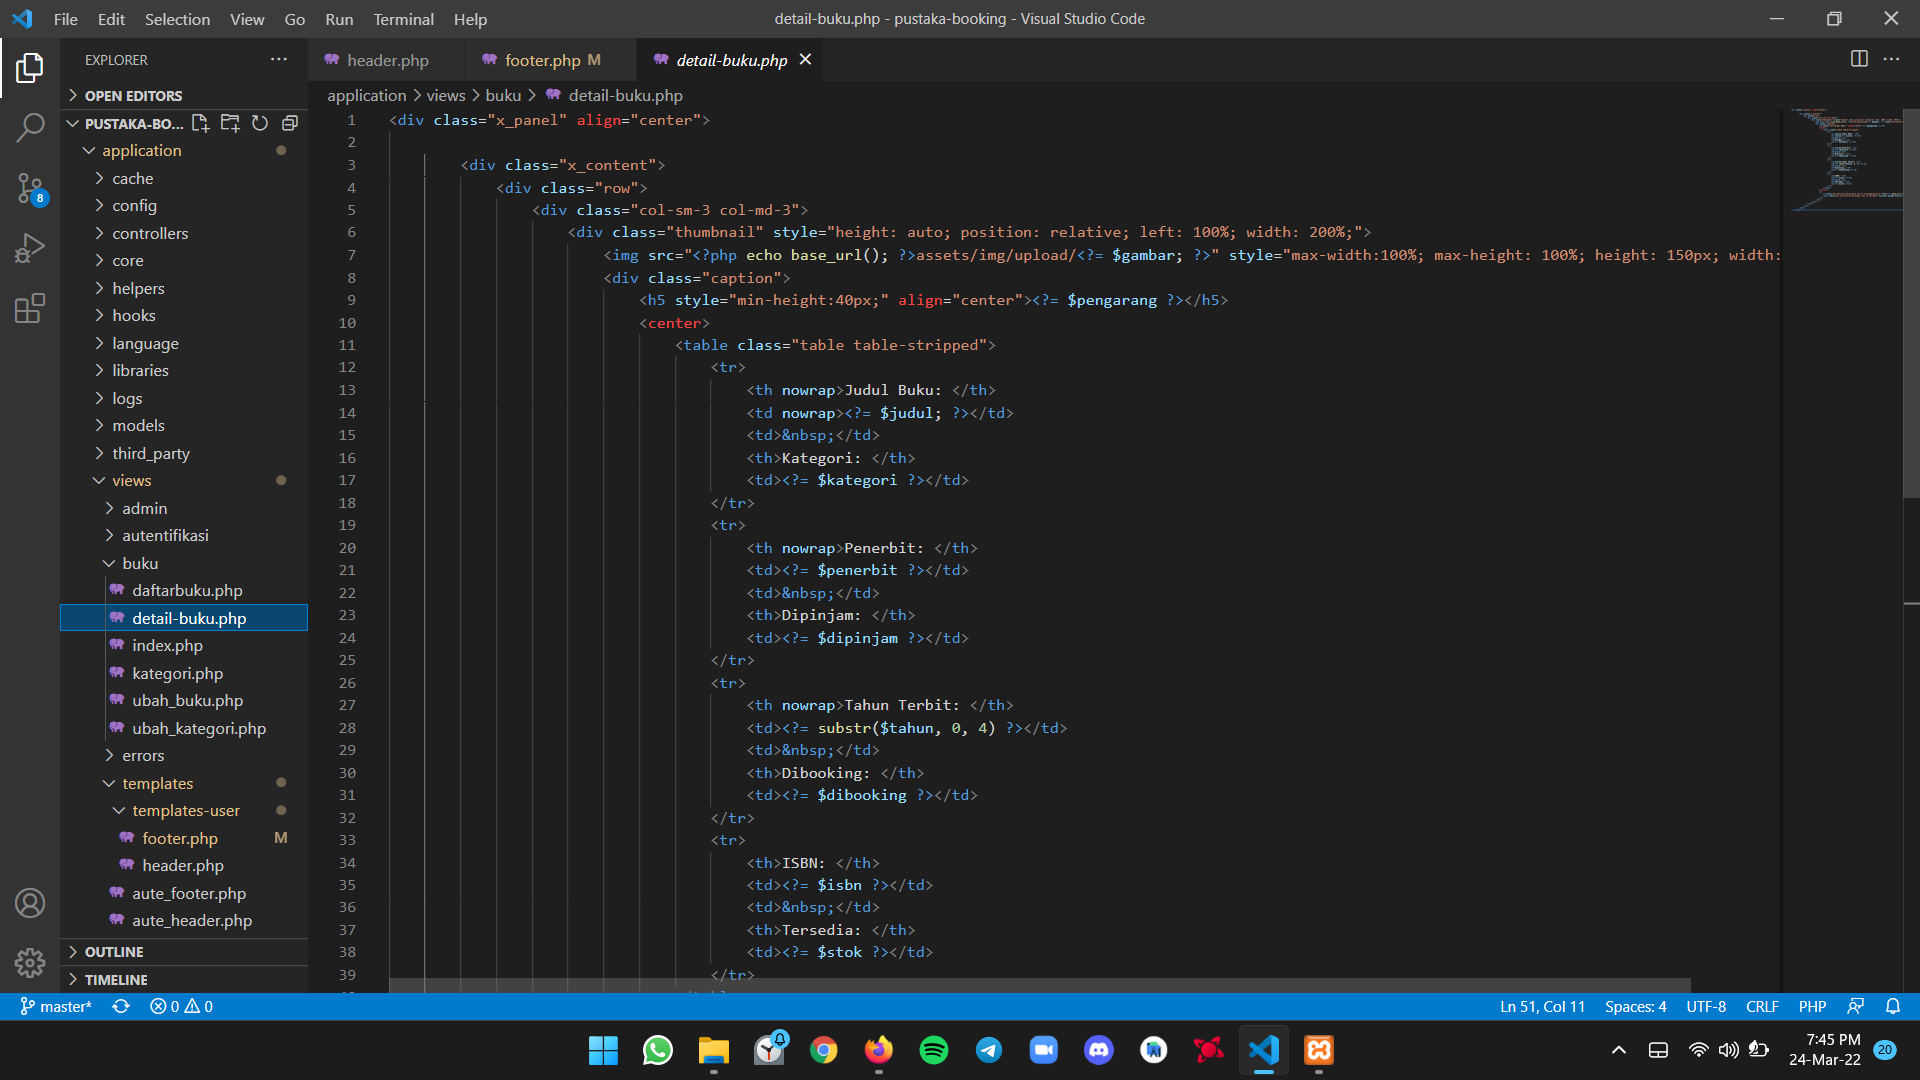 File Edit Selection View Go Run Terminal Help
detail-buku.php - pustaka-booking - Visual Studio Code
EXPLORER
OPEN EDITORS
PUSTAKA-BO...
application
cache
config
controllers
core
helpers
hooks
language
libraries
logs
models
third_party
views
admin
autentifikasi
buku
daftarbuku.php
detail-buku.php
index.php
kategori.php
ubah_buku.php
ubah_kategori.php
errors
templates
templates-user
footer.php M
header.php
aute_footer.php
aute_header.php
OUTLINE
TIMELINE
8
header.php footer.php M detail-buku.php
application > views > buku > detail-buku.php
1 <div class="x_panel" align="center">
2
3 <div class="x_content">
4 <div class="row">
5 <div class="col-sm-3 col-md-3">
6 <div class="thumbnail" style="height: auto; position: relative; left: 100%; width: 200%;">
7 <img src="<?php echo base_url(); ?>assets/img/upload/<?= $gambar; ?>" style="max-width:100%; max-height: 100%; height: 150px; width:
8 <div class="caption">
9 <h5 style="min-height:40px;" align="center"><?= $pengarang ?></h5>
10 <center>
11 <table class="table table-stripped">
12 <tr>
13 <th nowrap>Judul Buku: </th>
14 <td nowrap><?= $judul; ?></td>
15 <td>&nbsp;</td>
16 <th>Kategori: </th>
17 <td><?= $kategori ?></td>
18 </tr>
19 <tr>
20 <th nowrap>Penerbit: </th>
21 <td><?= $penerbit ?></td>
22 <td>&nbsp;</td>
23 <th>Dipinjam: </th>
24 <td><?= $dipinjam ?></td>
25 </tr>
26 <tr>
27 <th nowrap>Tahun Terbit: </th>
28 <td><?= substr($tahun, 0, 4) ?></td>
29 <td>&nbsp;</td>
30 <th>Dibooking: </th>
31 <td><?= $dibooking ?></td>
32 </tr>
33 <tr>
34 <th>ISBN: </th>
35 <td><?= $isbn ?></td>
36 <td>&nbsp;</td>
37 <th>Tersedia: </th>
38 <td><?= $stok ?></td>
39 </tr>
master* 0 0 Ln 51, Col 11 Spaces: 4 UTF-8 CRLF PHP
7:45 PM
24-Mar-22 20